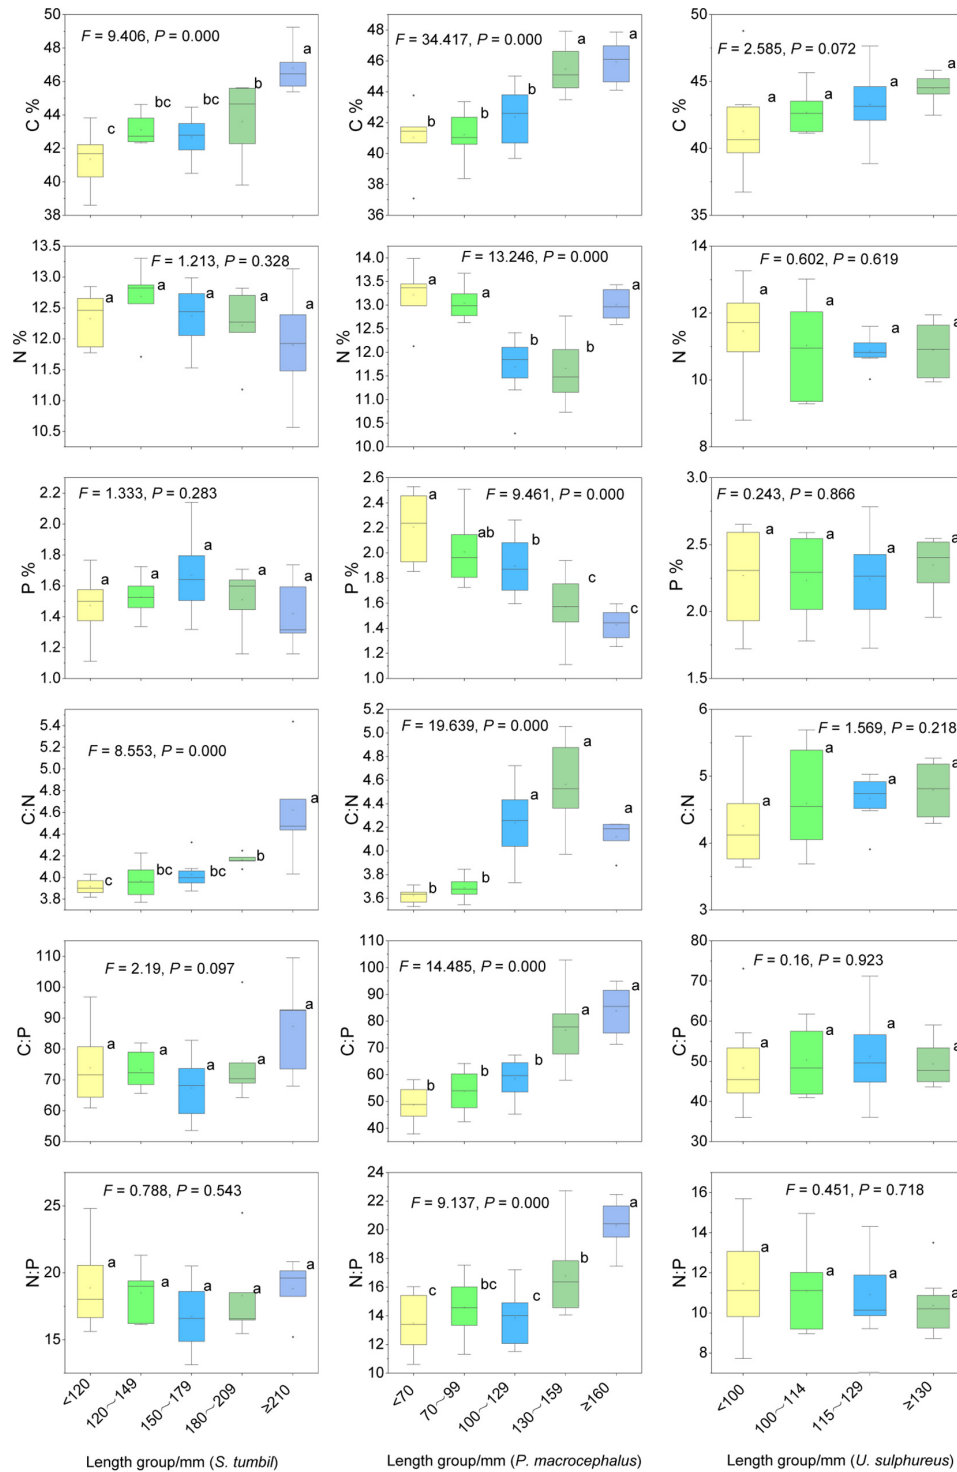 50
48
46
44
42
40
38
C %
F = 9.406, P = 0.000
c
bc
bc
b
a
48
46
44
42
40
38
36
C %
F = 34.417, P = 0.000
b
b
b
a
a
50
45
40
35
C %
F = 2.585, P = 0.072
a
a
a
a
13.5
13.0
12.5
12.0
11.5
11.0
10.5
N %
F = 1.213, P = 0.328
a
a
a
a
a
14.0
13.5
13.0
12.5
12.0
11.5
11.0
10.5
10.0
N %
F = 13.246, P = 0.000
a
a
b
b
a
14
12
10
8
N %
F = 0.602, P = 0.619
a
a
a
a
2.2
2.0
1.8
1.6
1.4
1.2
1.0
P %
F = 1.333, P = 0.283
a
a
a
a
a
2.6
2.4
2.2
2.0
1.8
1.6
1.4
1.2
1.0
P %
F = 9.461, P = 0.000
a
ab
b
c
c
3.0
2.5
2.0
1.5
P %
F = 0.243, P = 0.866
a
a
a
a
5.4
5.2
5.0
4.8
4.6
4.4
4.2
4.0
3.8
C:N
F = 8.553, P = 0.000
c
bc
bc
b
a
5.2
5.0
4.8
4.6
4.4
4.2
4.0
3.8
3.6
C:N
F = 19.639, P = 0.000
b
b
a
a
a
6
5
4
3
C:N
F = 1.569, P = 0.218
a
a
a
a
110
100
90
80
70
60
50
C:P
F = 2.19, P = 0.097
a
a
a
a
a
110
100
90
80
70
60
50
40
30
C:P
F = 14.485, P = 0.000
b
b
b
a
a
80
70
60
50
40
30
C:P
F = 0.16, P = 0.923
a
a
a
a
25
20
15
N:P
F = 0.788, P = 0.543
a
a
a
a
a
<120
120～149
150～179
180～209
≥210
Length group/mm (S. tumbil)
24
22
20
18
16
14
12
10
N:P
F = 9.137, P = 0.000
c
bc
c
b
a
<70
70～99
100～129
130～159
≥160
Length group/mm (P. macrocephalus)
16
14
12
10
8
N:P
F = 0.451, P = 0.718
a
a
a
a
<100
100～114
115～129
≥130
Length group/mm (U. sulphureus)